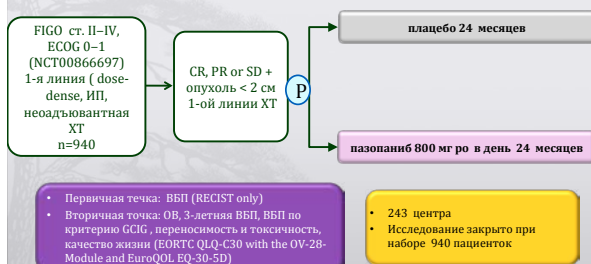 FIGO ст. II–IV,
ECOG 0–1
(NCT00866697)
1-я линия ( dose-
dense, ИП,
неоадъювантная
ХТ
n=940
CR, PR or SD +
опухоль < 2 см
1-ой линии ХТ
Р
плацебо 24 месяцев
пазопаниб 800 мг po в день 24 месяцев
• Первичная точка: ВБП (RECIST only)
• Вторичная точка: ОВ, 3-летняя ВБП, ВБП по
критерию GCIG , переносимость и токсичность,
качество жизни (EORTC QLQ-C30 with the OV-28-
Module and EuroQOL EQ-30-5D)
• 243 центра
• Исследование закрыто при
наборе 940 пациенток